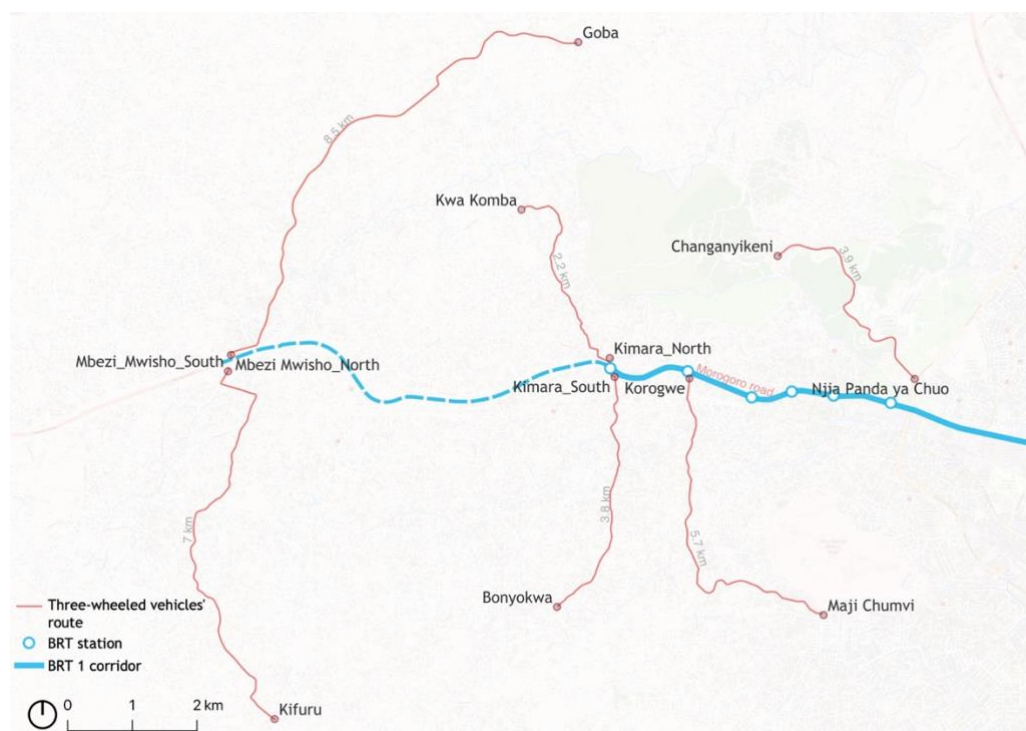 Goba
8.5 km
Kwa Komba
Changanyikeni
3.9 km
2.2 km
Kimara_North
Mbezi_Mwisho_South
Mbezi Mwisho_North
Morogoro road
Kimara_South
Korogwe
Njia Panda ya Chuo
3.8 km
7 km
5.7 km
Bonyokwa
Maji Chumvi
Three-wheeled vehicles'
route
BRT station
BRT 1 corridor
0 1 2 km
Kifuru